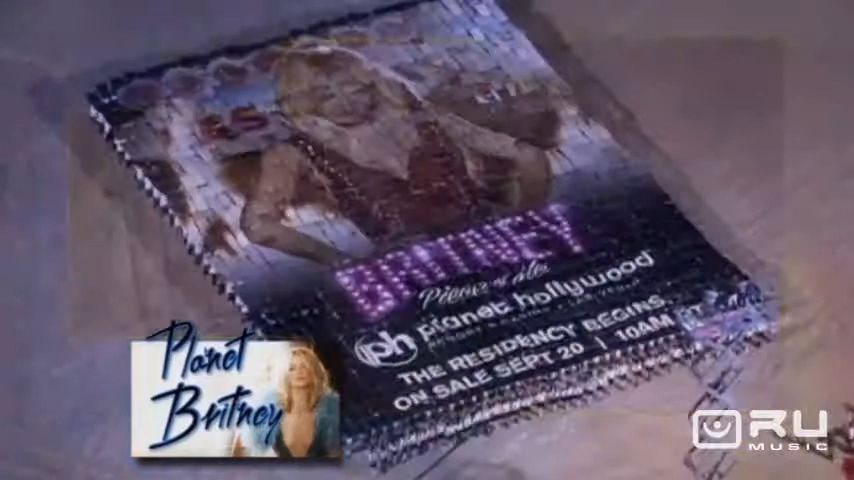 BRITNEY
Piece of Me
ph planet hollywood
THE RESIDENCY BEGINS.
ON SALE SEPT 20 | 10AM PT
Planet
Britney
RU
MUSIC